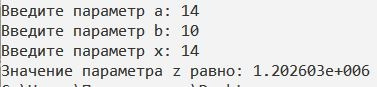 Введите параметр a: 14
Введите параметр b: 10
Введите параметр x: 14
Значение параметра z равно: 1.202603e+006